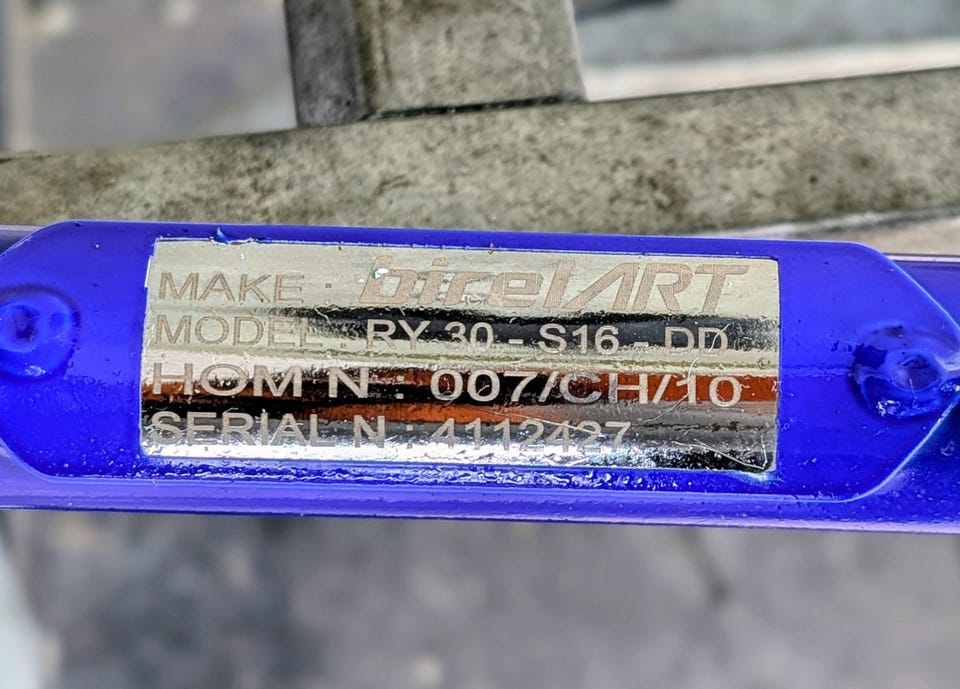 MAKE : birelART
MODEL : RY 30 - S16 - DD
HOM N : 007/CH/10
SERIAL N : 4112427